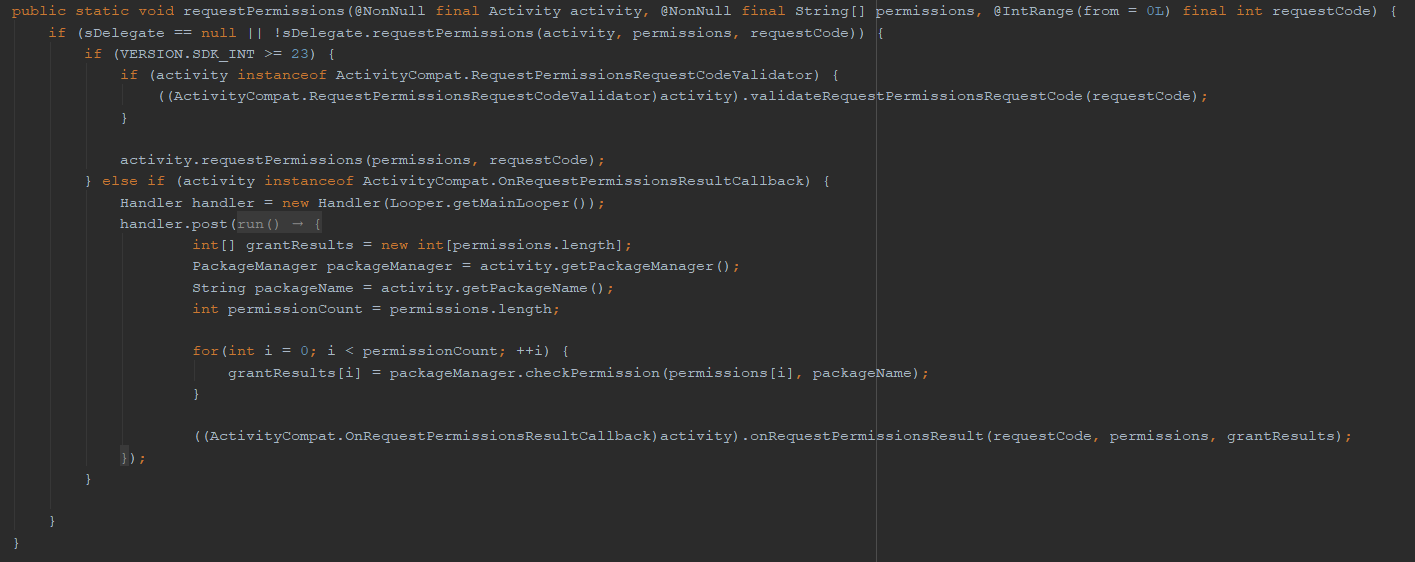 public static void requestPermissions(@NonNull final Activity activity, @NonNull final String[] permissions, @IntRange(from = 0L) final int requestCode) {
if (sDelegate == null || !sDelegate.requestPermissions(activity, permissions, requestCode)) {
if (VERSION.SDK_INT >= 23) {
if (activity instanceof ActivityCompat.RequestPermissionsRequestCodeValidator) {
((ActivityCompat.RequestPermissionsRequestCodeValidator)activity).validateRequestPermissionsRequestCode(requestCode);
}
activity.requestPermissions(permissions, requestCode);
} else if (activity instanceof ActivityCompat.OnRequestPermissionsResultCallback) {
Handler handler = new Handler(Looper.getMainLooper());
handler.post(run() → {
int[] grantResults = new int[permissions.length];
PackageManager packageManager = activity.getPackageManager();
String packageName = activity.getPackageName();
int permissionCount = permissions.length;
for(int i = 0; i < permissionCount; ++i) {
grantResults[i] = packageManager.checkPermission(permissions[i], packageName);
}
((ActivityCompat.OnRequestPermissionsResultCallback)activity).onRequestPermissionsResult(requestCode, permissions, grantResults);
});
}
}
}